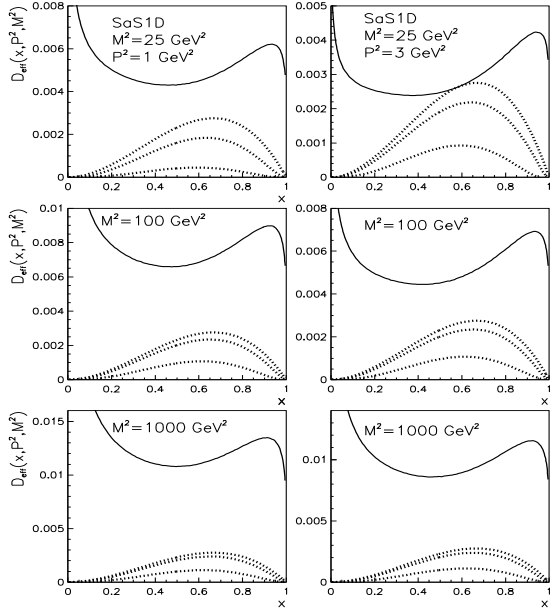 0.008
SaS1D
M²=25 GeV²
P²=1 GeV²
D_eff(x,P²,M²)
0.006
0.004
0.002
0
0 0.2 0.4 0.6 0.8 1
x
0.005
SaS1D
M²=25 GeV²
P²=3 GeV²
0.004
0.003
0.002
0.001
0
0 0.2 0.4 0.6 0.8 1
x
0.01
M²=100 GeV²
D_eff(x,P²,M²)
0.008
0.006
0.004
0.002
0
0 0.2 0.4 0.6 0.8 1
x
0.008
M²=100 GeV²
0.006
0.004
0.002
0
0 0.2 0.4 0.6 0.8 1
x
0.015
M²=1000 GeV²
D_eff(x,P²,M²)
0.01
0.005
0
0 0.2 0.4 0.6 0.8 1
x
M²=1000 GeV²
0.01
0.005
0
0 0.2 0.4 0.6 0.8 1
x